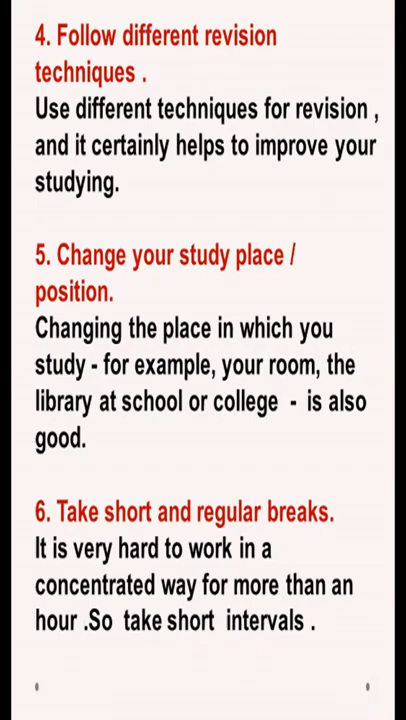 4. Follow different revision
techniques .
Use different techniques for revision ,
and it certainly helps to improve your
studying.
5. Change your study place /
position.
Changing the place in which you
study - for example, your room, the
library at school or college - is also
good.
6. Take short and regular breaks.
It is very hard to work in a
concentrated way for more than an
hour .So take short intervals .